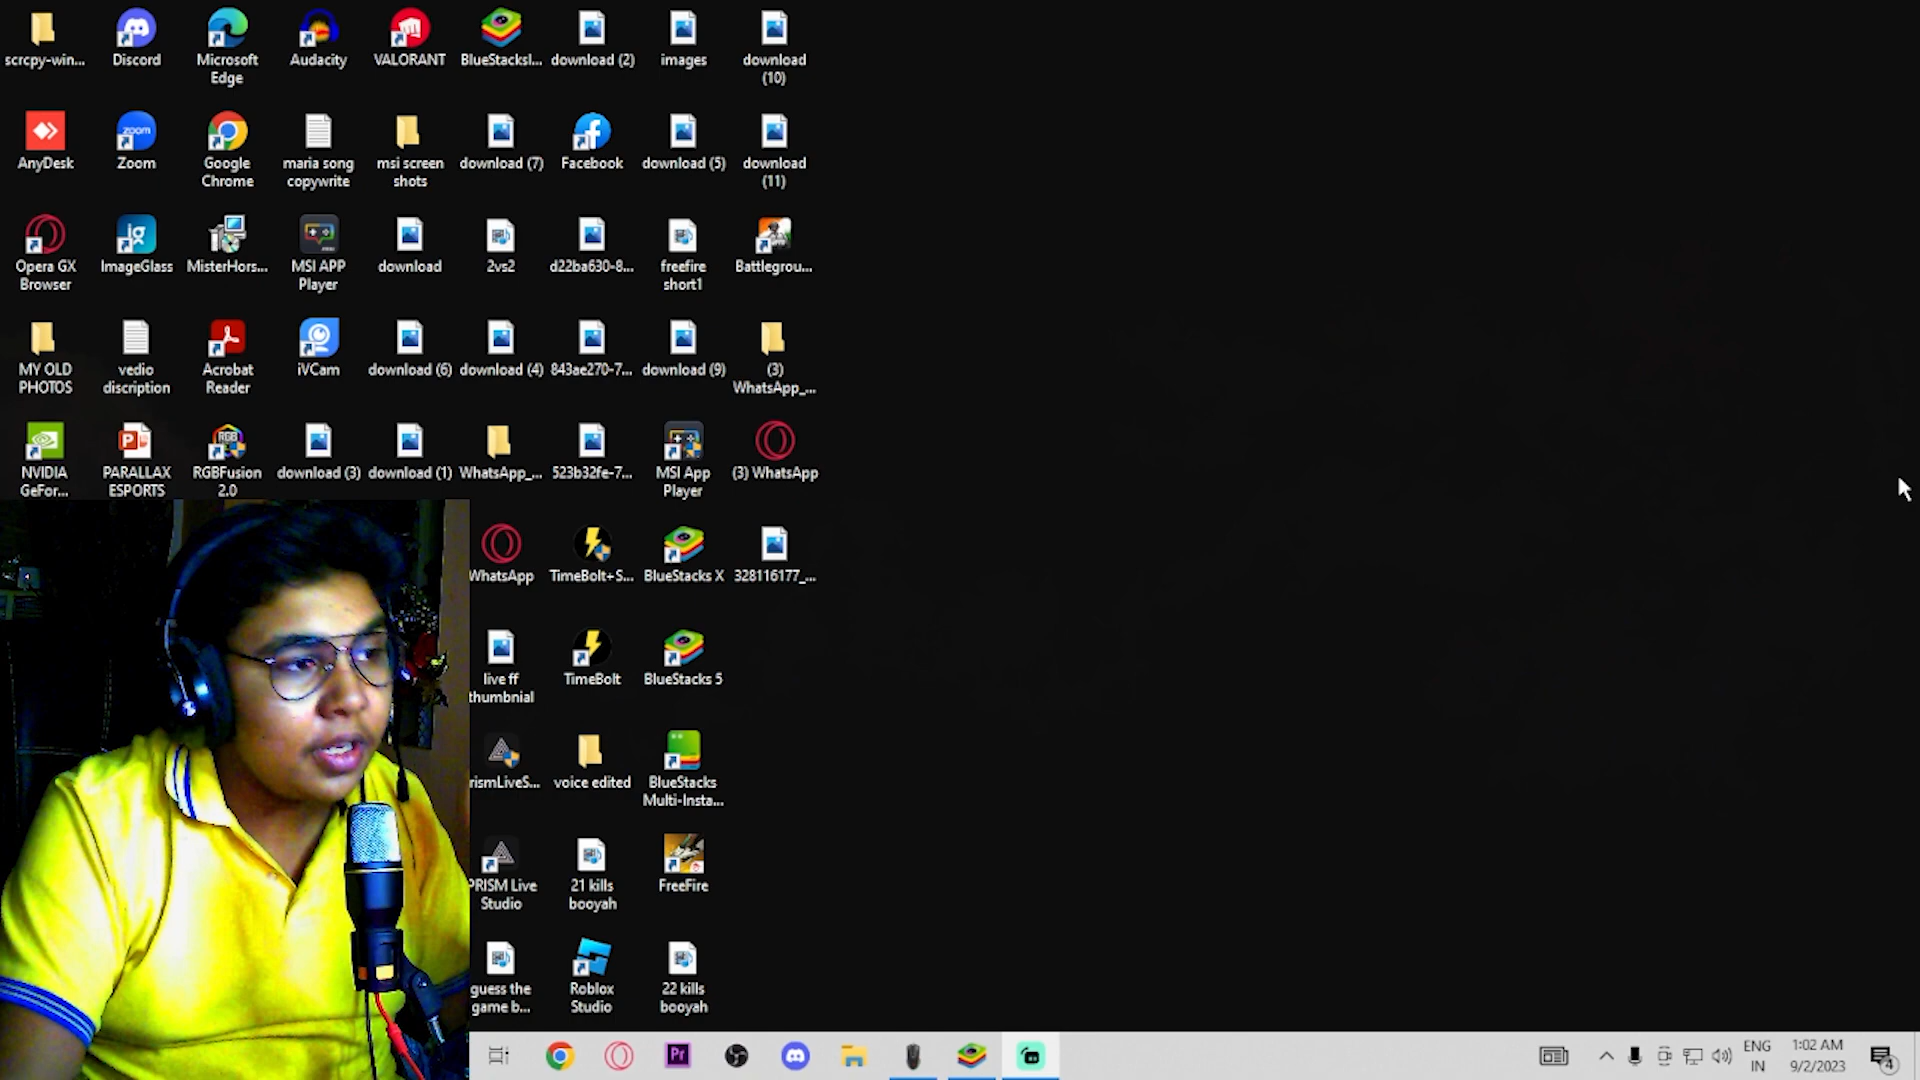 scrcpy-win...
Discord
Microsoft
Edge
Audacity
VALORANT
BlueStacksI...
download (2)
images
download
(10)
AnyDesk
zoom
Zoom
Google
Chrome
maria song
copywrite
msi screen
shots
download (7)
Facebook
download (5)
download
(11)
Opera GX
Browser
ig
ImageGlass
MisterHors...
MSI APP
Player
download
2vs2
d22ba630-8...
freefire
short1
Battlegrou...
MY OLD
PHOTOS
vedio
discription
Acrobat
Reader
iVCam
download (6)
download (4)
843ae270-7...
download (9)
(3)
WhatsApp_...
NVIDIA
GeFor...
P
PARALLAX
ESPORTS
RGB
RGBFusion
2.0
download (3)
download (1)
WhatsApp_...
523b32fe-7...
MSI App
Player
(3) WhatsApp
WhatsApp
TimeBolt+S...
BlueStacks X
328116177_...
live ff
thumbnial
TimeBolt
BlueStacks 5
rismLiveS...
voice edited
BlueStacks
Multi-Insta...
PRISM Live
Studio
21 kills
booyah
FreeFire
guess the
game b...
Roblox
Studio
22 kills
booyah
Pr
ENG
IN
1:02 AM
9/2/2023
4